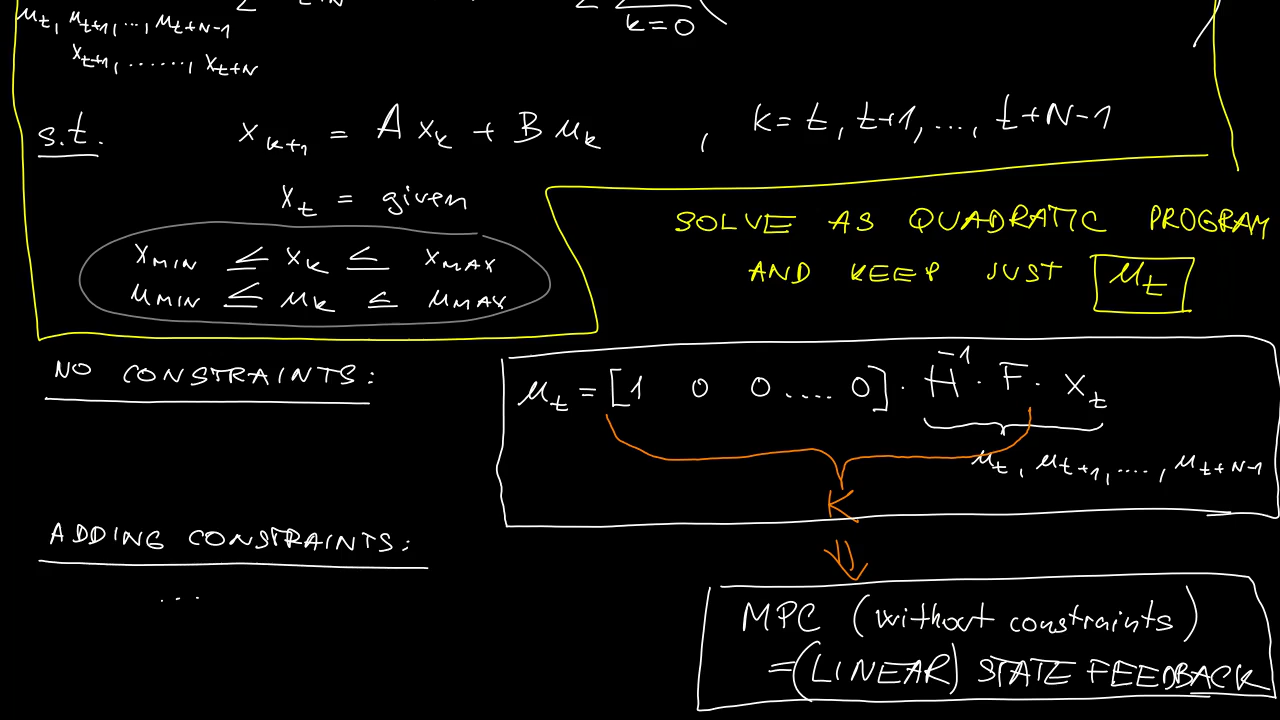 u_t, u_{t+1}, ..., u_{t+N-1}
x_{t+1}, ......, x_{t+N}
k=0
s.t. x_{k+1} = A x_k + B u_k , k = t, t+1, ..., t+N-1
x_t = given
x_MIN ≤ x_k ≤ x_MAX
u_MIN ≤ u_k ≤ u_MAX
SOLVE AS QUADRATIC PROGRAM
AND KEEP JUST u_t
NO CONSTRAINTS:
u_t = [1 0 0 .... 0] · H^{-1} · F · x_t
u_t, u_{t+1}, ...., u_{t+N-1}
K
⇓
ADDING CONSTRAINTS:
...
MPC (without constraints)
= (LINEAR) STATE FEEDBACK